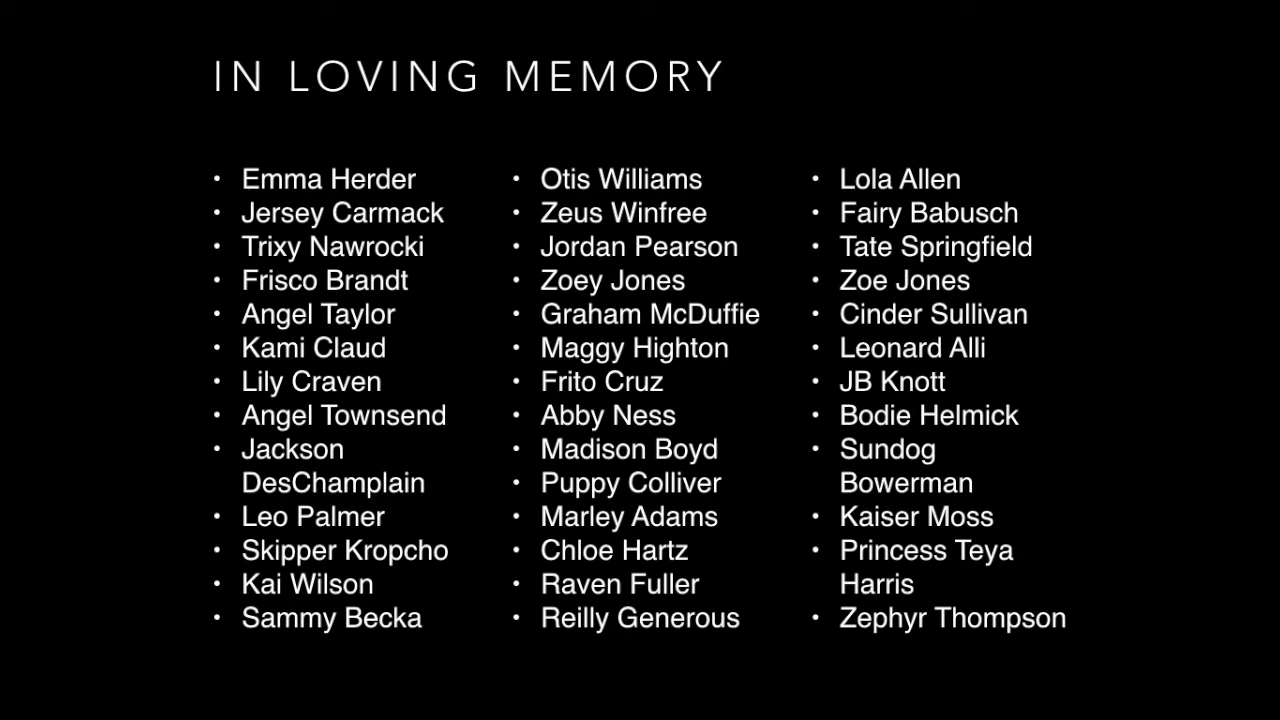 IN LOVING MEMORY
• Emma Herder
• Jersey Carmack
• Trixy Nawrocki
• Frisco Brandt
• Angel Taylor
• Kami Claud
• Lily Craven
• Angel Townsend
• Jackson
DesChamplain
• Leo Palmer
• Skipper Kropcho
• Kai Wilson
• Sammy Becka
• Otis Williams
• Zeus Winfree
• Jordan Pearson
• Zoey Jones
• Graham McDuffie
• Maggy Highton
• Frito Cruz
• Abby Ness
• Madison Boyd
• Puppy Colliver
• Marley Adams
• Chloe Hartz
• Raven Fuller
• Reilly Generous
• Lola Allen
• Fairy Babusch
• Tate Springfield
• Zoe Jones
• Cinder Sullivan
• Leonard Alli
• JB Knott
• Bodie Helmick
• Sundog
Bowerman
• Kaiser Moss
• Princess Teya
Harris
• Zephyr Thompson